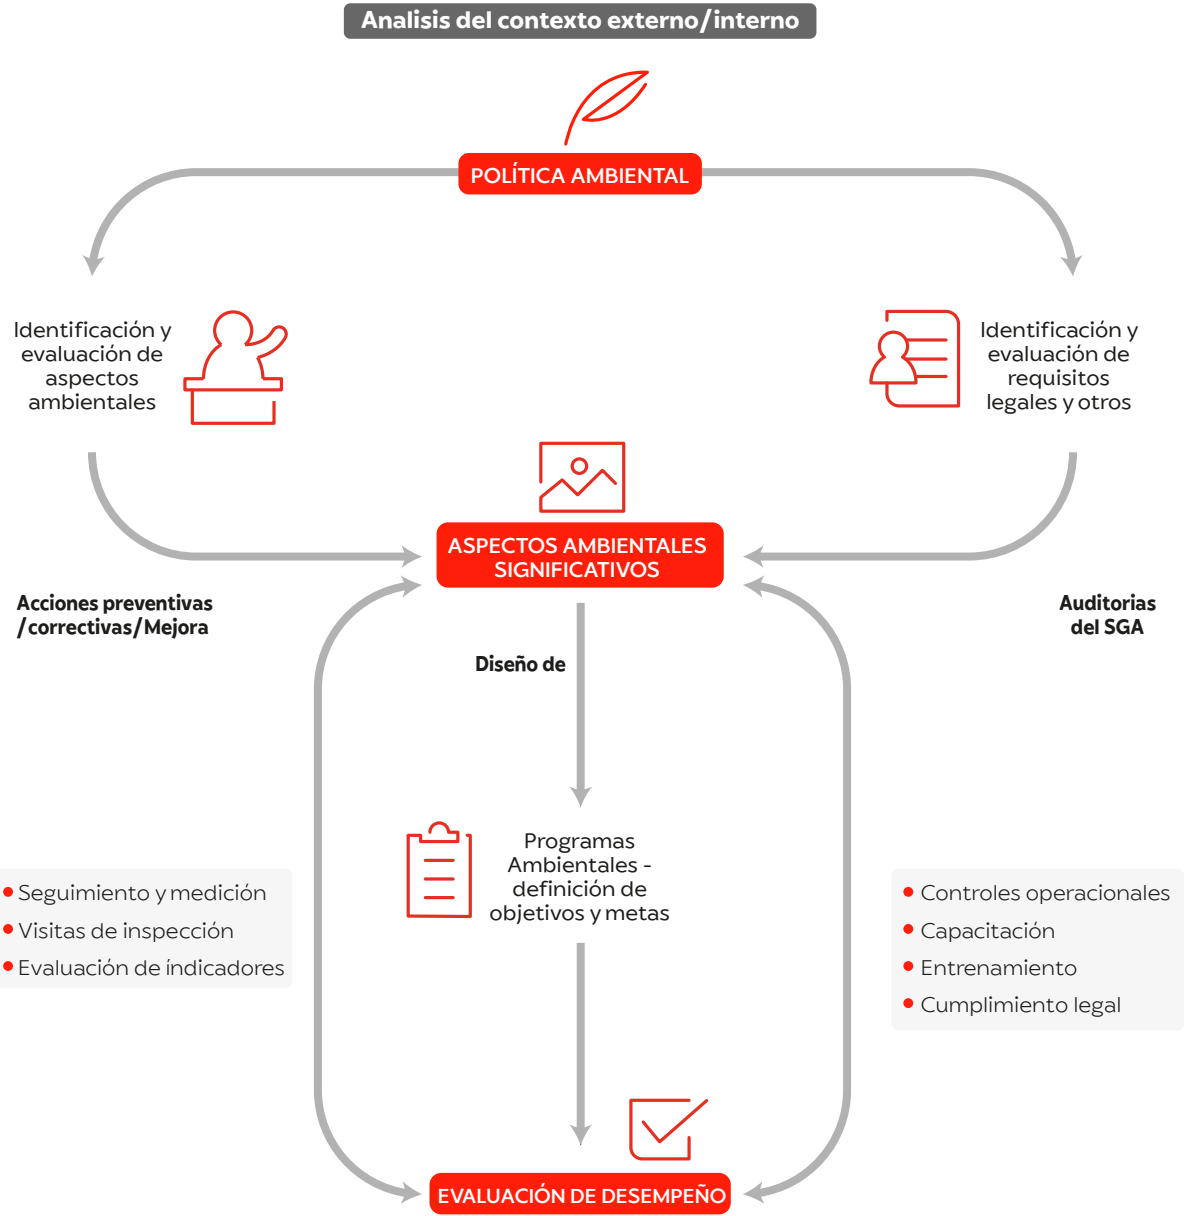 Analisis del contexto externo/interno
POLÍTICA AMBIENTAL
Identificación y
evaluación de
aspectos
ambientales
Identificación y
evaluación de
requisitos
legales y otros
ASPECTOS AMBIENTALES
SIGNIFICATIVOS
Acciones preventivas
/correctivas/Mejora
Auditorias
del SGA
Diseño de
Programas
Ambientales -
definición de
objetivos y metas
Seguimiento y medición
Visitas de inspección
Evaluación de índicadores
Controles operacionales
Capacitación
Entrenamiento
Cumplimiento legal
EVALUACIÓN DE DESEMPEÑO